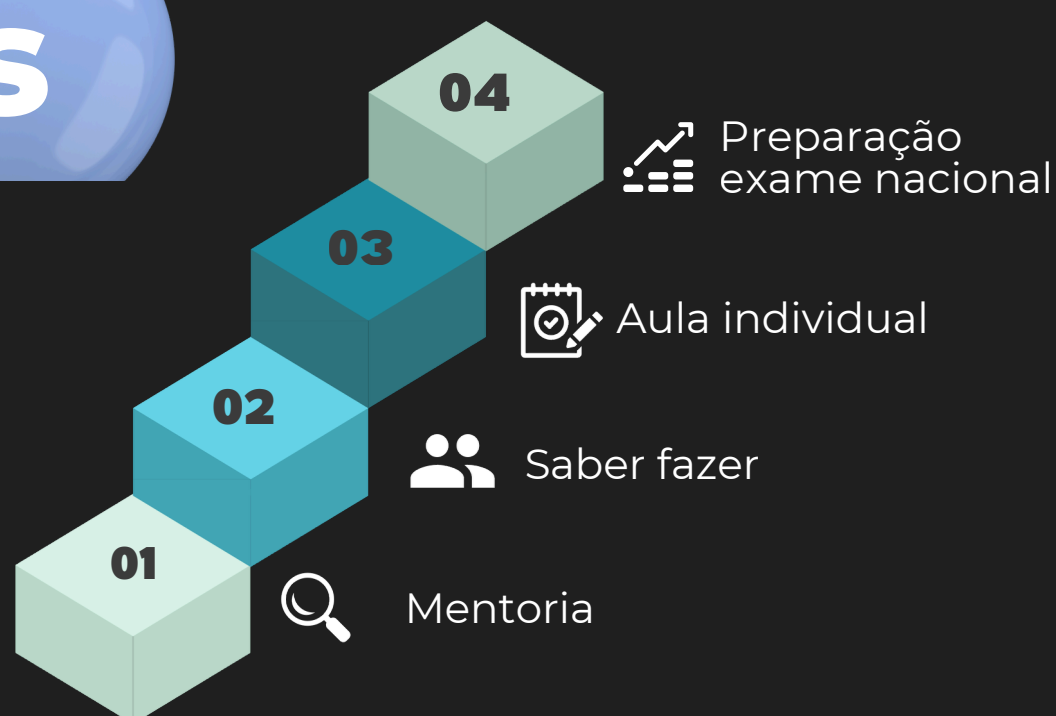 S
04
Preparação
exame nacional
03
Aula individual
02
Saber fazer
01
Mentoria